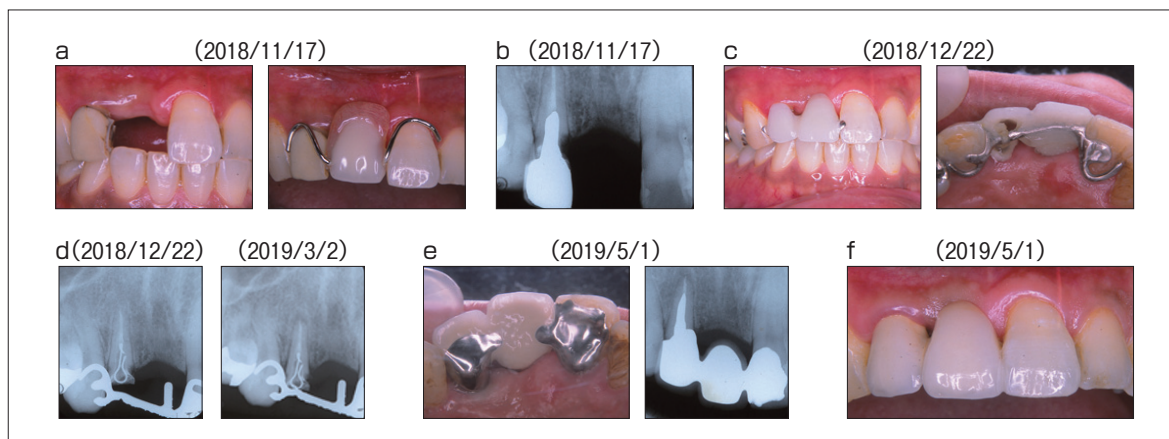 a (2018/11/17)
b (2018/11/17)
c (2018/12/22)
d(2018/12/22) (2019/3/2)
e (2019/5/1)
f (2019/5/1)